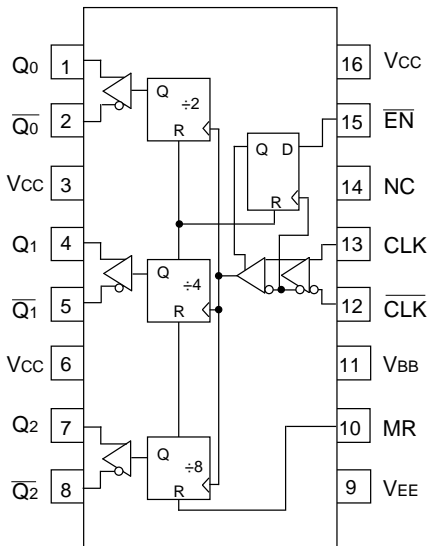 Q0 1
Q0 2
VCC 3
Q1 4
Q1 5
VCC 6
Q2 7
Q2 8
Q
÷2
R
Q
÷4
R
Q
÷8
R
Q D
R
16 VCC
15 EN
14 NC
13 CLK
12 CLK
11 VBB
10 MR
9 VEE